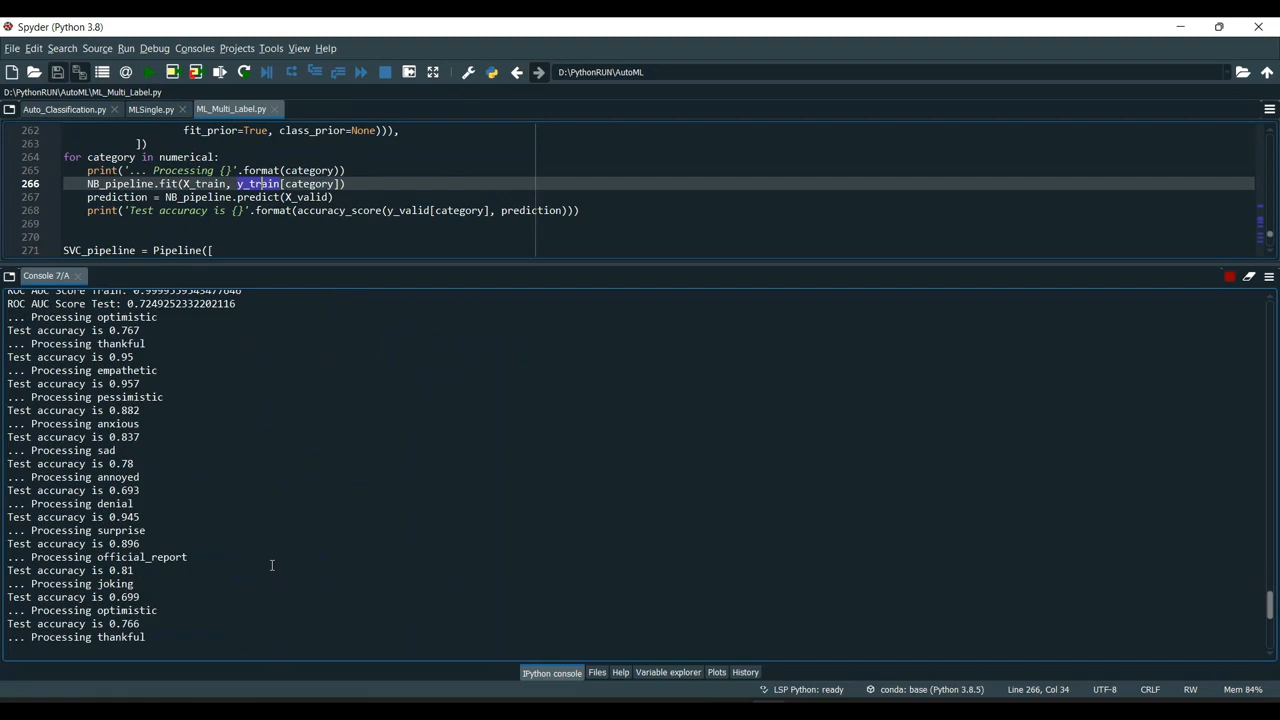 Spyder (Python 3.8)
File Edit Search Source Run Debug Consoles Projects Tools View Help
D:\PythonRUN\AutoML
D:\PythonRUN\AutoML\ML_Multi_Label.py
Auto_Classification.py MLSingle.py ML_Multi_Label.py
262 fit_prior=True, class_prior=None))),
263 ])
264 for category in numerical:
265 print('... Processing {}'.format(category))
266 NB_pipeline.fit(X_train, y_train[category])
267 prediction = NB_pipeline.predict(X_valid)
268 print('Test accuracy is {}'.format(accuracy_score(y_valid[category], prediction)))
269
270
271 SVC_pipeline = Pipeline([
Console 7/A
ROC AUC Score Train: 0.9999559543477646
ROC AUC Score Test: 0.7249252332202116
... Processing optimistic
Test accuracy is 0.767
... Processing thankful
Test accuracy is 0.95
... Processing empathetic
Test accuracy is 0.957
... Processing pessimistic
Test accuracy is 0.882
... Processing anxious
Test accuracy is 0.837
... Processing sad
Test accuracy is 0.78
... Processing annoyed
Test accuracy is 0.693
... Processing denial
Test accuracy is 0.945
... Processing surprise
Test accuracy is 0.896
... Processing official_report
Test accuracy is 0.81
... Processing joking
Test accuracy is 0.699
... Processing optimistic
Test accuracy is 0.766
... Processing thankful
IPython console Files Help Variable explorer Plots History
LSP Python: ready conda: base (Python 3.8.5) Line 266, Col 34 UTF-8 CRLF RW Mem 84%